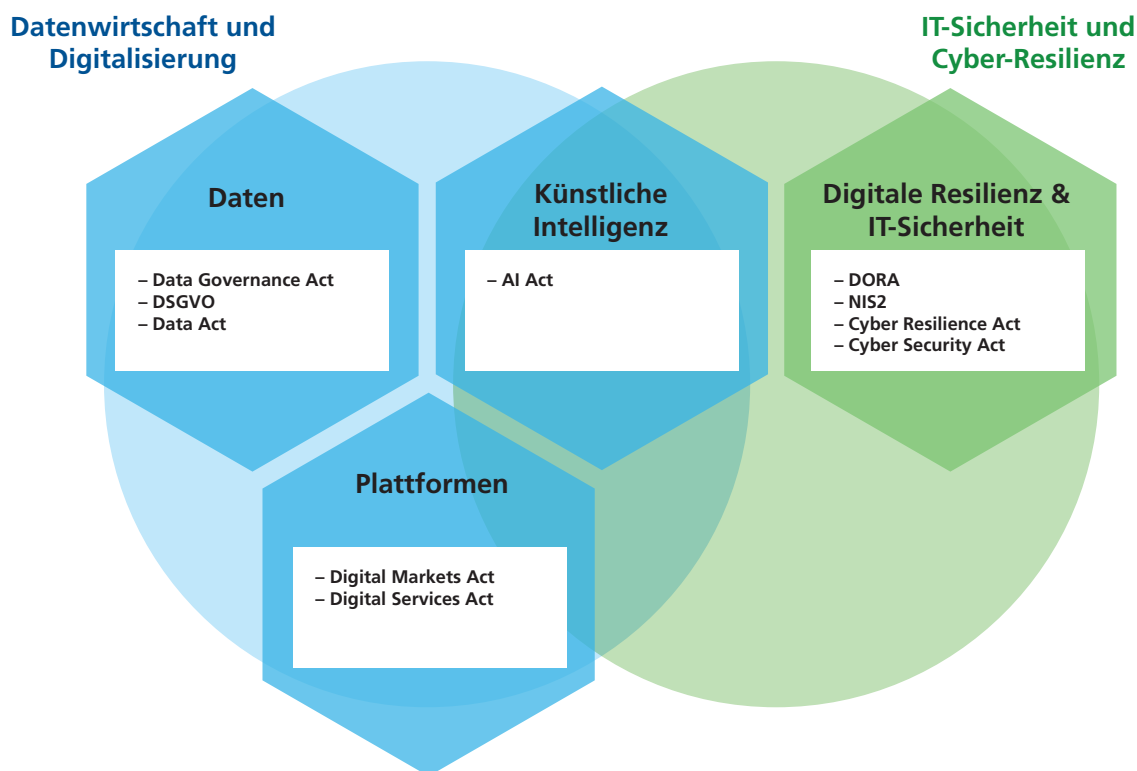 Datenwirtschaft und
Digitalisierung
IT-Sicherheit und
Cyber-Resilienz
Daten
– Data Governance Act
– DSGVO
– Data Act
Künstliche
Intelligenz
– AI Act
Digitale Resilienz &
IT-Sicherheit
– DORA
– NIS2
– Cyber Resilience Act
– Cyber Security Act
Plattformen
– Digital Markets Act
– Digital Services Act